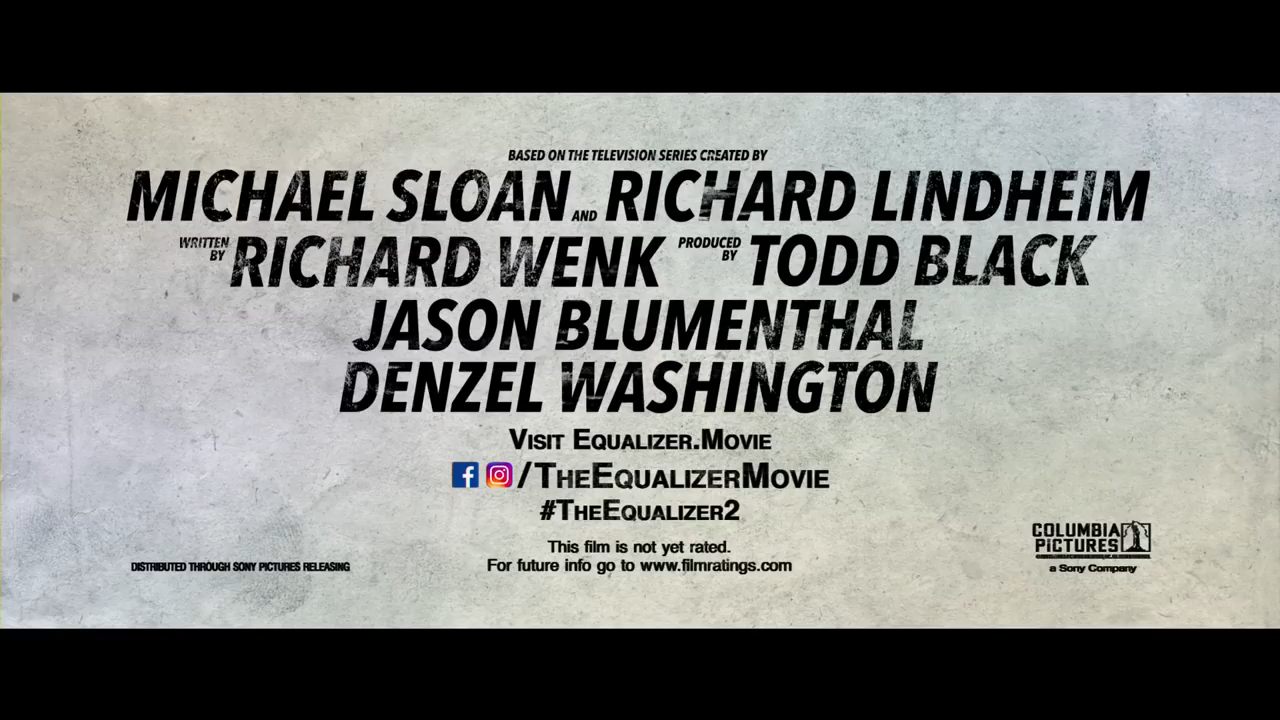 BASED ON THE TELEVISION SERIES CREATED BY
MICHAEL SLOAN AND RICHARD LINDHEIM
WRITTEN BY RICHARD WENK PRODUCED BY TODD BLACK
JASON BLUMENTHAL
DENZEL WASHINGTON
VISIT EQUALIZER.MOVIE
/THEEQUALIZERMOVIE
#THEEQUALIZER2
This film is not yet rated.
For future info go to www.filmratings.com
DISTRIBUTED THROUGH SONY PICTURES RELEASING
COLUMBIA
PICTURES
a Sony Company